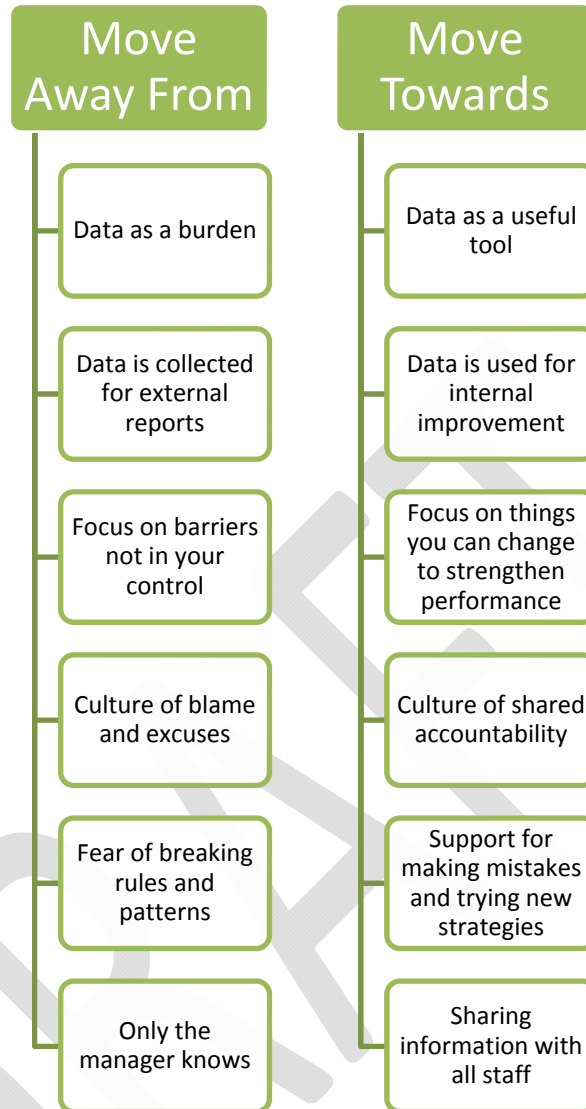 Move
Away From
Data as a burden
Data is collected
for external
reports
Focus on barriers
not in your
control
Culture of blame
and excuses
Fear of breaking
rules and
patterns
Only the
manager knows
Move
Towards
Data as a useful
tool
Data is used for
internal
improvement
Focus on things
you can change
to strengthen
performance
Culture of shared
accountability
Support for
making mistakes
and trying new
strategies
Sharing
information with
all staff
DRAFT